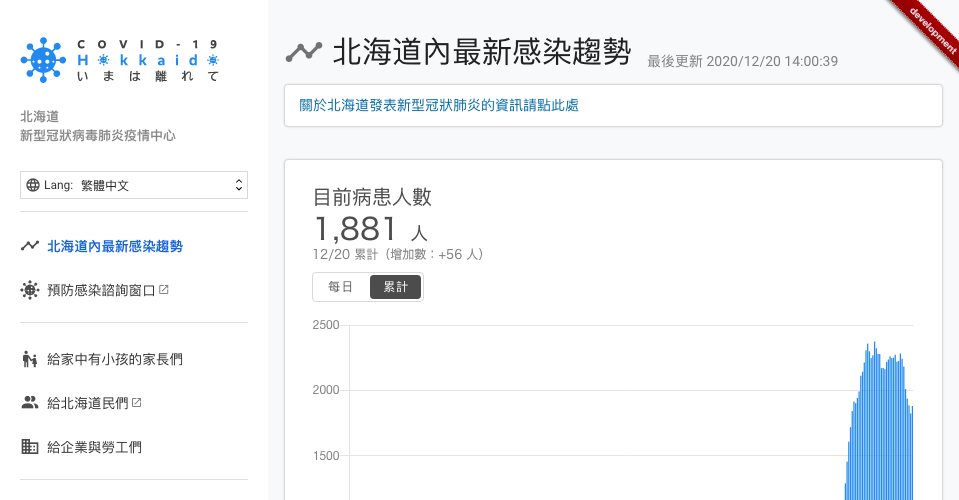 COVID-19
Hokkaido
いまは離れて
北海道
新型冠狀病毒肺炎疫情中心
Lang: 繁體中文
北海道內最新感染趨勢
預防感染諮詢窗口
給家中有小孩的家長們
給北海道民們
給企業與勞工們
development
北海道內最新感染趨勢 最後更新 2020/12/20 14:00:39
關於北海道發表新型冠狀肺炎的資訊請點此處
目前病患人數
1,881 人
12/20 累計（增加數：+56 人）
每日 累計
2500
2000
1500